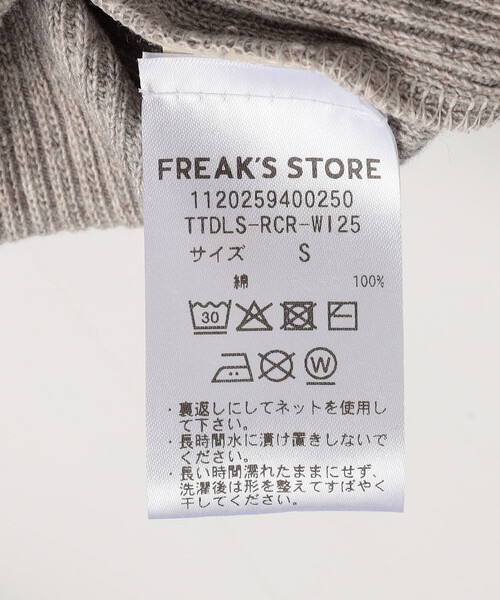 FREAK'S STORE
1120259400250
TTDLS-RCR-WI25
サイズ S
綿 100%
30
W
・裏返しにしてネットを使用し
て下さい。
・長時間水に漬け置きしないで
ください。
・長い時間濡れたままにせず、
洗濯後は形を整えてすばやく
干してください。